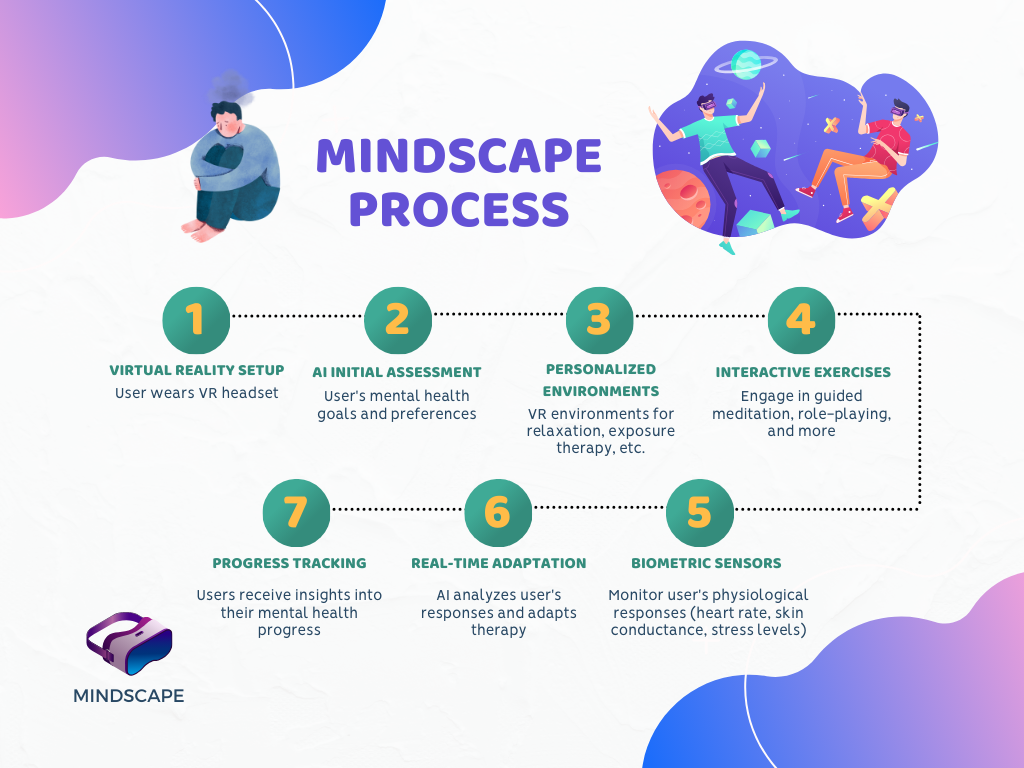 MINDSCAPE
PROCESS
1
2
3
4
VIRTUAL REALITY SETUP
User wears VR headset
AI INITIAL ASSESSMENT
User's mental health
goals and preferences
PERSONALIZED
ENVIRONMENTS
VR environments for
relaxation, exposure
therapy, etc.
INTERACTIVE EXERCISES
Engage in guided
meditation, role-playing,
and more
5
BIOMETRIC SENSORS
Monitor user's physiological
responses (heart rate, skin
conductance, stress levels)
6
REAL-TIME ADAPTATION
AI analyzes user's
responses and adapts
therapy
7
PROGRESS TRACKING
Users receive insights into
their mental health
progress
MINDSCAPE